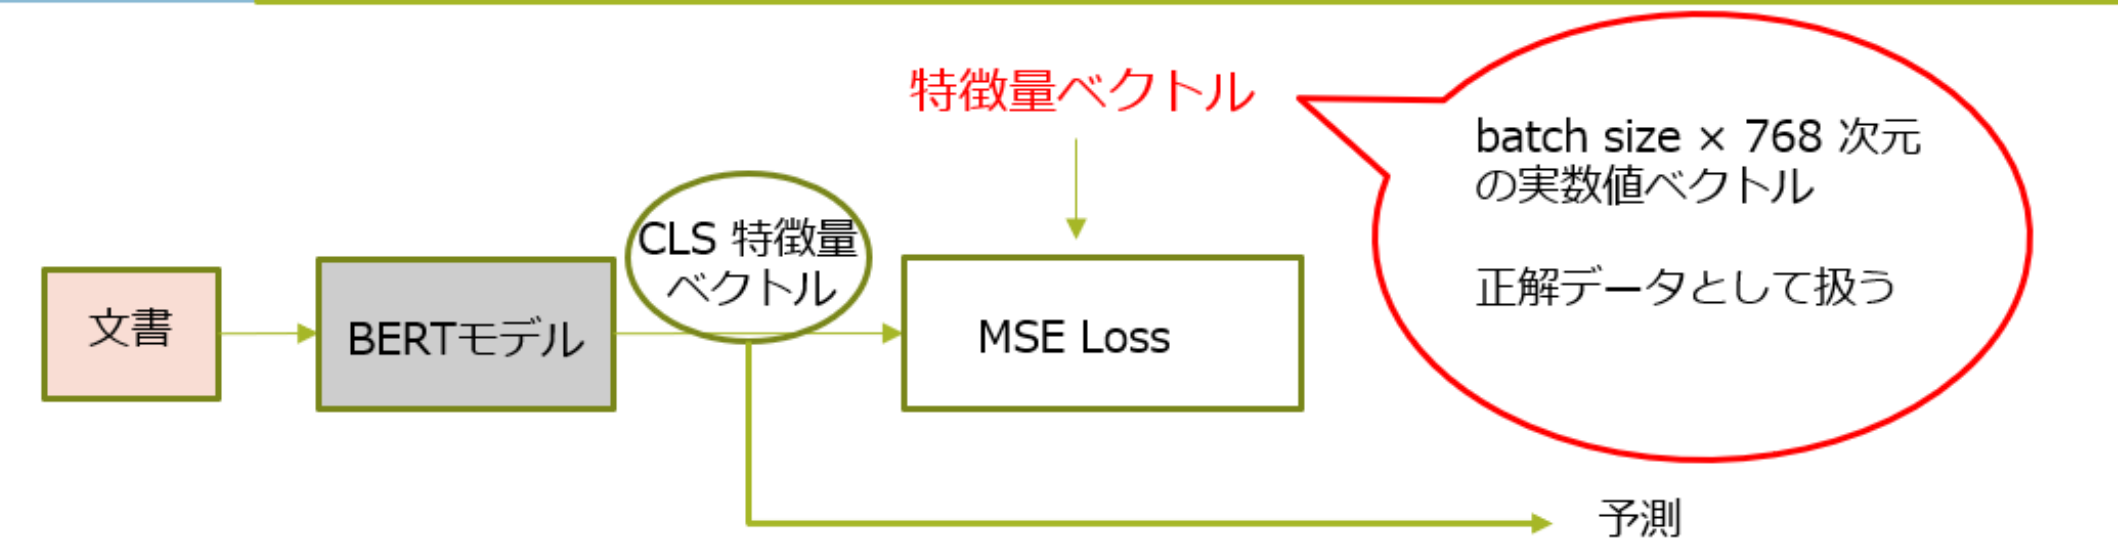 特徴量ベクトル
batch size × 768 次元
の実数値ベクトル
正解データとして扱う
CLS 特徴量
ベクトル
文書
BERTモデル
MSE Loss
予測